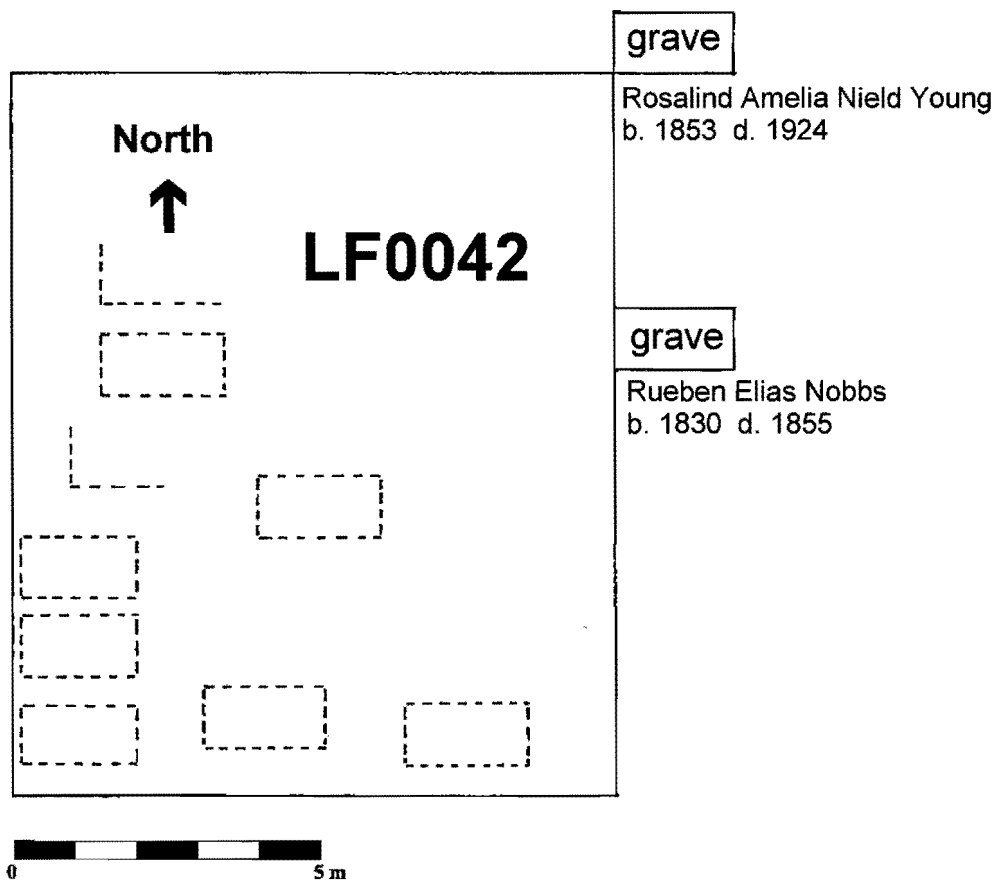 grave
Rosalind Amelia Nield Young
b. 1853 d. 1924
North
LF0042
grave
Rueben Elias Nobbs
b. 1830 d. 1855
0 5 m